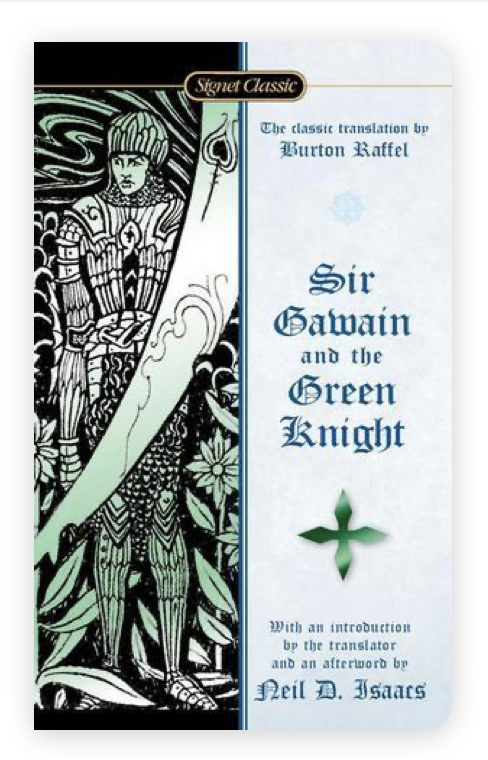 Signet Classic
The classic translation by
Burton Raffel
Sir
Gawain
and the
Green
Knight
With an introduction
by the translator
and an afterword by
Neil D. Isaacs